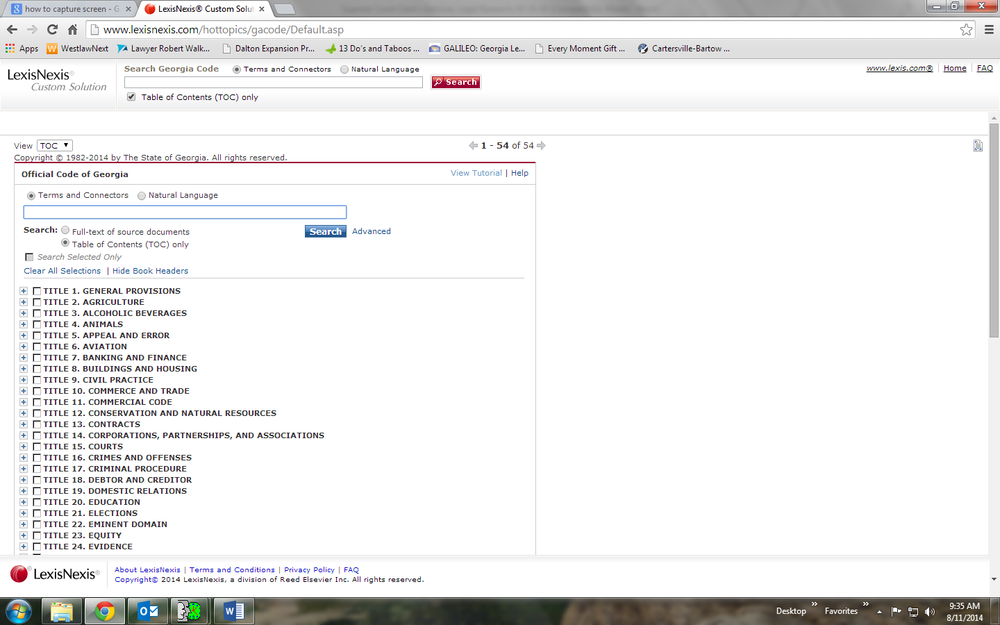 how to capture screen - G
LexisNexis® Custom Solut
www.lexisnexis.com/hottopics/gacode/Default.asp
Apps
WestlawNext
Lawyer Robert Walk...
Dalton Expansion Pr...
13 Do's and Taboos ...
GALILEO: Georgia Le...
Every Moment Gift ...
Cartersville-Bartow ...
LexisNexis®
Custom Solution
Search Georgia Code
Terms and Connectors
Natural Language
Search
Table of Contents (TOC) only
www.lexis.com®
Home
FAQ
View TOC
1 - 54 of 54
Copyright © 1982-2014 by The State of Georgia. All rights reserved.
Official Code of Georgia
View Tutorial | Help
Terms and Connectors
Natural Language
Search:
Full-text of source documents
Search
Advanced
Table of Contents (TOC) only
Search Selected Only
Clear All Selections | Hide Book Headers
TITLE 1. GENERAL PROVISIONS
TITLE 2. AGRICULTURE
TITLE 3. ALCOHOLIC BEVERAGES
TITLE 4. ANIMALS
TITLE 5. APPEAL AND ERROR
TITLE 6. AVIATION
TITLE 7. BANKING AND FINANCE
TITLE 8. BUILDINGS AND HOUSING
TITLE 9. CIVIL PRACTICE
TITLE 10. COMMERCE AND TRADE
TITLE 11. COMMERCIAL CODE
TITLE 12. CONSERVATION AND NATURAL RESOURCES
TITLE 13. CONTRACTS
TITLE 14. CORPORATIONS, PARTNERSHIPS, AND ASSOCIATIONS
TITLE 15. COURTS
TITLE 16. CRIMES AND OFFENSES
TITLE 17. CRIMINAL PROCEDURE
TITLE 18. DEBTOR AND CREDITOR
TITLE 19. DOMESTIC RELATIONS
TITLE 20. EDUCATION
TITLE 21. ELECTIONS
TITLE 22. EMINENT DOMAIN
TITLE 23. EQUITY
TITLE 24. EVIDENCE
LexisNexis®
About LexisNexis | Terms and Conditions | Privacy Policy | FAQ
Copyright© 2014 LexisNexis, a division of Reed Elsevier Inc. All rights reserved.
Desktop
Favorites
9:35 AM
8/11/2014